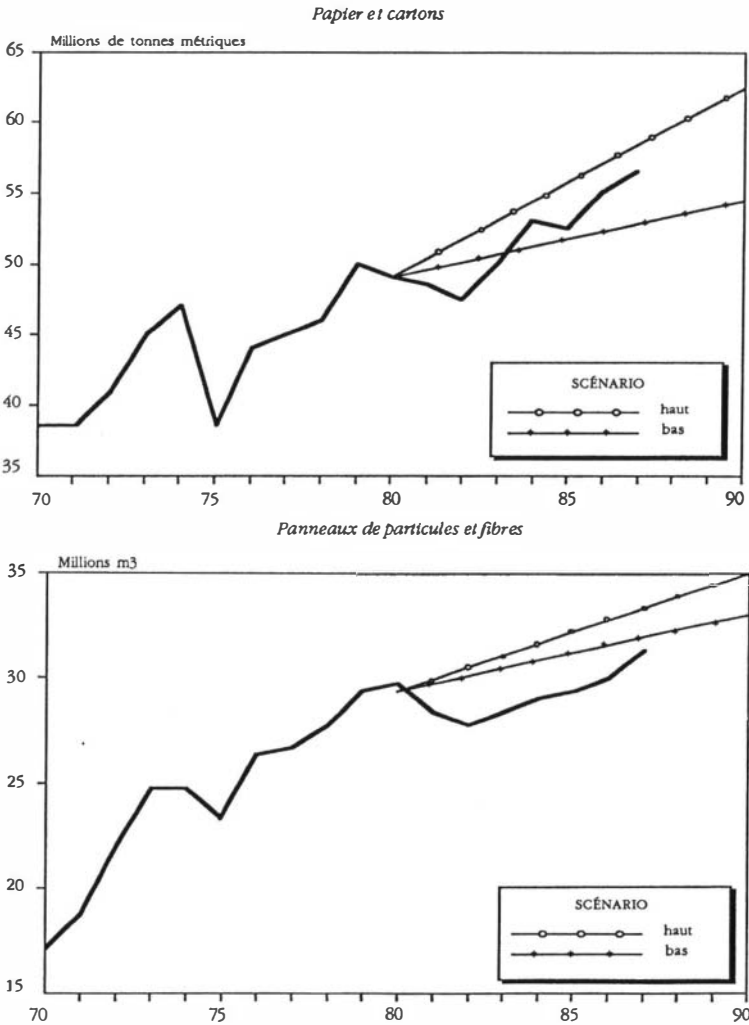 Papier et cartons
Millions de tonnes métriques
65
60
55
50
45
40
35
SCÉNARIO
haut
bas
70 75 80 85 90
Panneaux de particules et fibres
Millions m3
35
30
25
20
15
SCÉNARIO
haut
bas
70 75 80 85 90